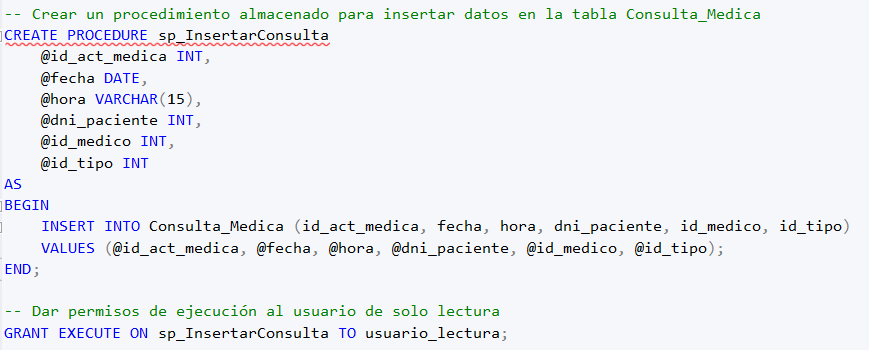 -- Crear un procedimiento almacenado para insertar datos en la tabla Consulta_Medica
CREATE PROCEDURE sp_InsertarConsulta
@id_act_medica INT,
@fecha DATE,
@hora VARCHAR(15),
@dni_paciente INT,
@id_medico INT,
@id_tipo INT
AS
BEGIN
INSERT INTO Consulta_Medica (id_act_medica, fecha, hora, dni_paciente, id_medico, id_tipo)
VALUES (@id_act_medica, @fecha, @hora, @dni_paciente, @id_medico, @id_tipo);
END;
-- Dar permisos de ejecución al usuario de solo lectura
GRANT EXECUTE ON sp_InsertarConsulta TO usuario_lectura;